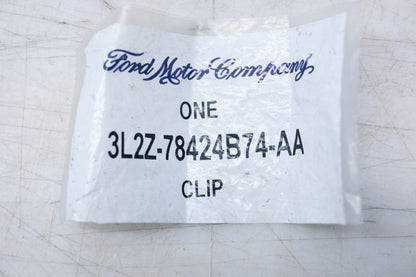 Ford Motor Company
ONE
3L2Z-78424B74-AA
CLIP